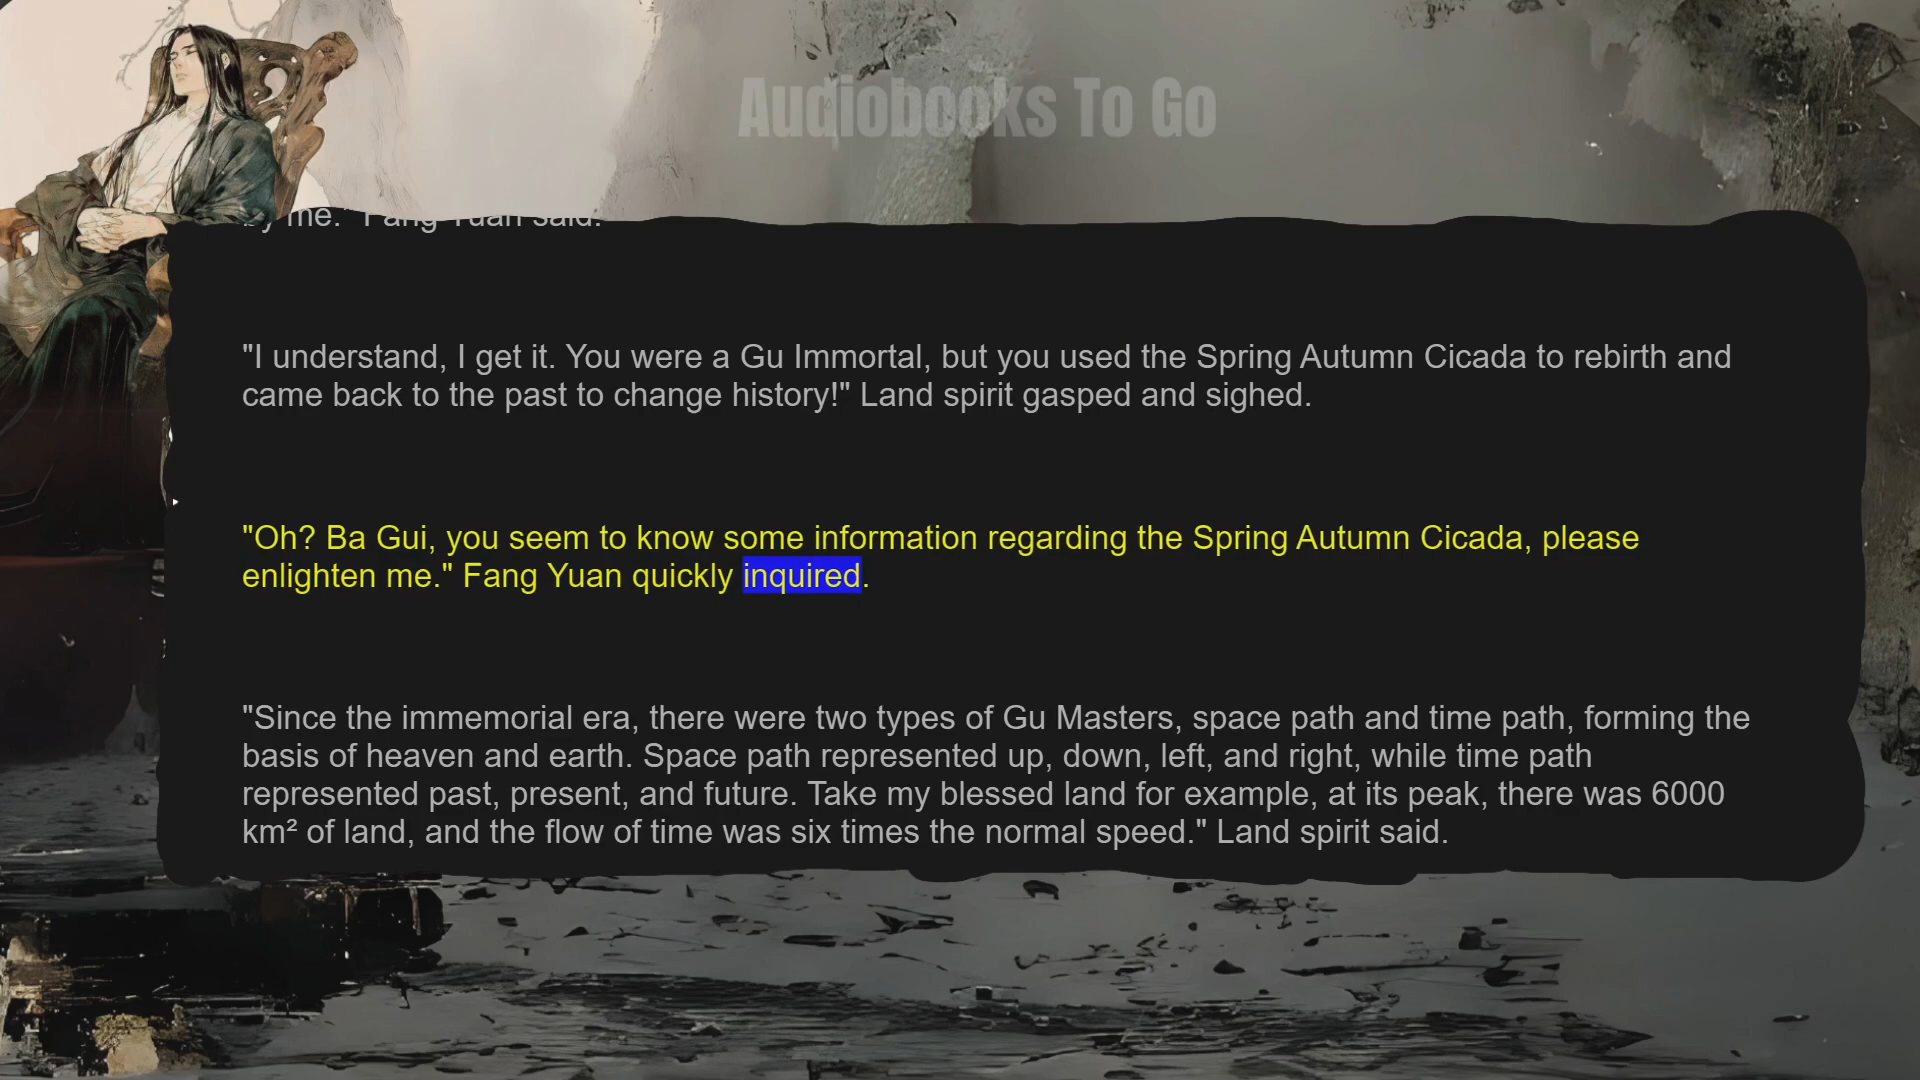 Audiobooks To Go
by me." Fang Yuan said.
"I understand, I get it. You were a Gu Immortal, but you used the Spring Autumn Cicada to rebirth and
came back to the past to change history!" Land spirit gasped and sighed.
"Oh? Ba Gui, you seem to know some information regarding the Spring Autumn Cicada, please
enlighten me." Fang Yuan quickly inquired.
"Since the immemorial era, there were two types of Gu Masters, space path and time path, forming the
basis of heaven and earth. Space path represented up, down, left, and right, while time path
represented past, present, and future. Take my blessed land for example, at its peak, there was 6000
km² of land, and the flow of time was six times the normal speed." Land spirit said.